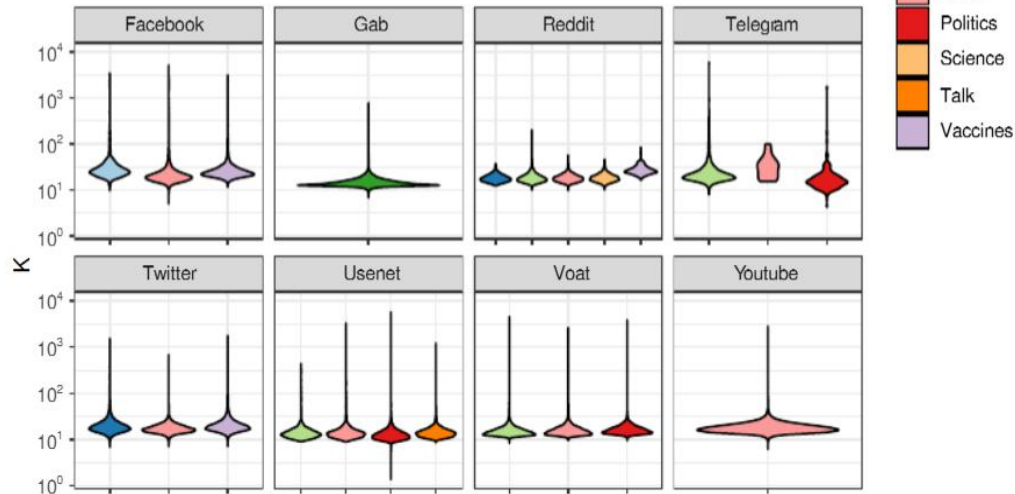 Facebook
Gab
Reddit
Telegram
Politics
Science
Talk
Vaccines
10⁴
10³
10²
10¹
10⁰
K
Twitter
Usenet
Voat
Youtube
10⁴
10³
10²
10¹
10⁰